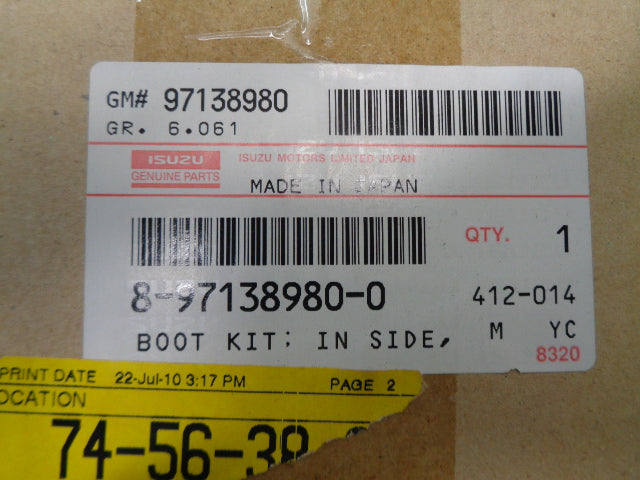 GM# 97138980
GR. 6.061
ISUZU
GENUINE PARTS
ISUZU MOTORS LIMITED JAPAN
MADE IN JAPAN
QTY. 1
8-97138980-0
412-014
BOOT KIT; IN SIDE, M YC
8320
PRINT DATE 22-Jul-10 3:17 PM PAGE 2
OCATION
74-56-38